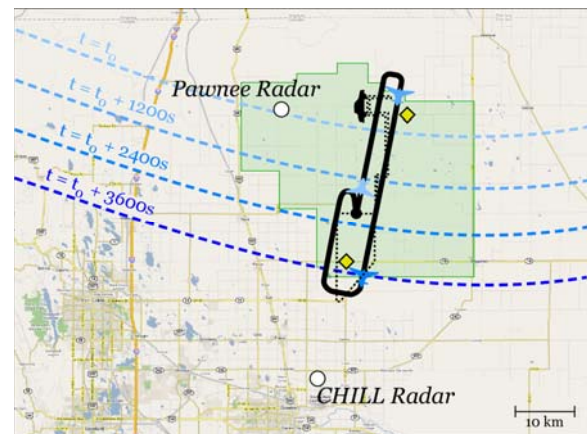 t = t₀
Pawnee Radar
t = t₀ + 1200s
t = t₀ + 2400s
t = t₀ + 3600s
CHILL Radar
10 km